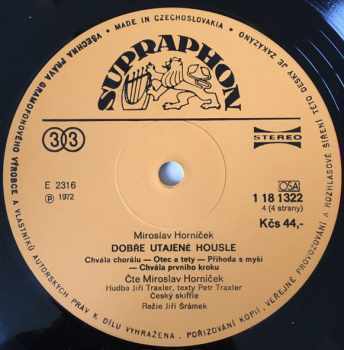 VŠECHNA PRÁVA GRAMOFONOVÉHO VÝROBCE A VLASTNÍKŮ AUTORSKÝCH PRÁV K DÍLU VYHRAZENA. POŘIZOVÁNÍ KOPIÍ, VEŘEJNÉ PROVOZOVÁNÍ A ROZHLASOVÉ ŠÍŘENÍ TÉTO DESKY JE ZAKÁZÁNO • MADE IN CZECHOSLOVAKIA •
SUPRAPHON
33
STEREO
E 2316
℗ 1972
OSA
1 18 1322
4 (4 strany)
Kčs 44,-
Miroslav Horníček
DOBŘE UTAJENÉ HOUSLE
Chvála chorálu — Otec a tety — Příhoda s myší
— Chvála prvního kroku
Čte Miroslav Horníček
Hudba Jiří Traxler, texty Petr Traxler
Český skiffle
Režie Jiří Šrámek